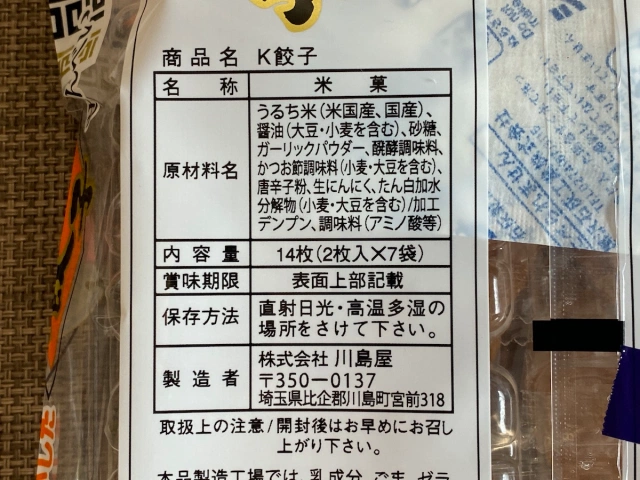 商品名 K餃子
名称 米菓
原材料名 うるち米(米国産、国産)、
醤油(大豆・小麦を含む)、砂糖、
ガーリックパウダー、醗酵調味料、
かつお節調味料(小麦・大豆を含む)、
唐辛子粉、生にんにく、たん白加水
分解物(小麦・大豆を含む)/加工
デンプン、調味料(アミノ酸等)
内容量 14枚(2枚入×7袋)
賞味期限 表面上部記載
保存方法 直射日光・高温多湿の
場所をさけて下さい。
製造者 株式会社 川島屋
〒350-0137
埼玉県比企郡川島町宮前318
取扱上の注意/開封後はお早めにお召し
上がり下さい。
本品製造工場では、乳成分、ごま、ゼラ